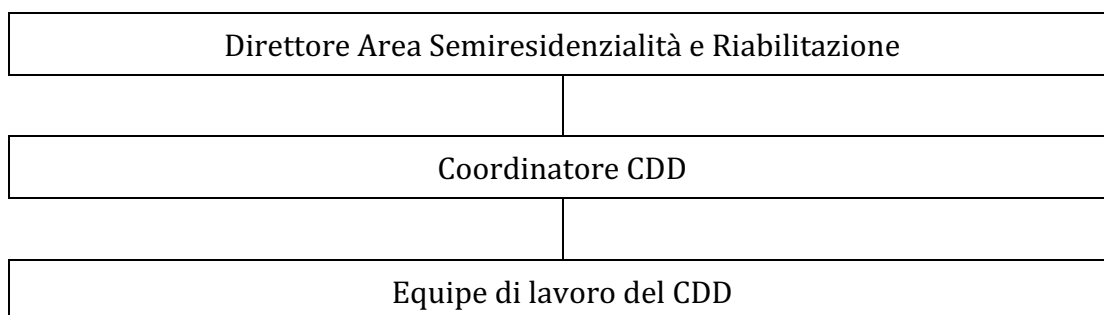 Direttore Area Semiresidenzialità e Riabilitazione
Coordinatore CDD
Equipe di lavoro del CDD